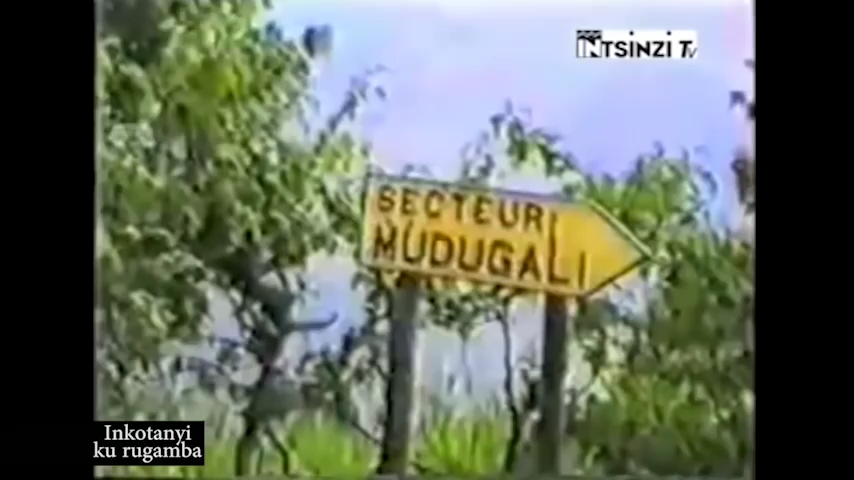 INTSINZI TV
SECTEUR
MUDUGALI
Inkotanyi
ku rugamba